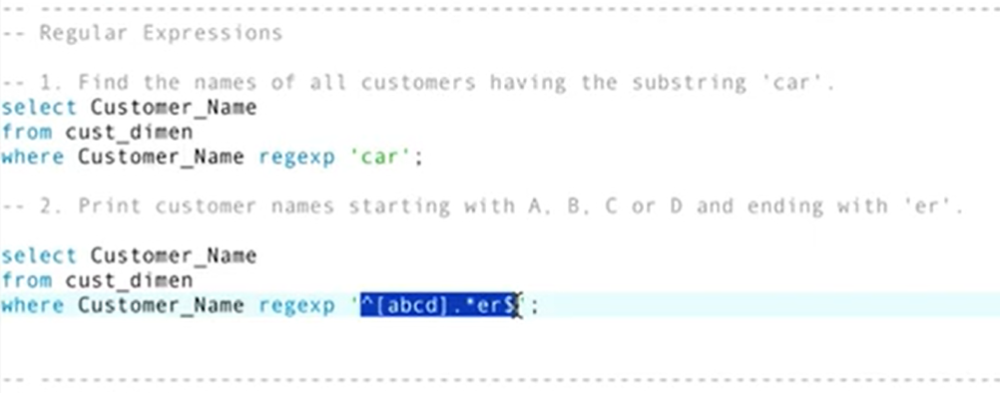 -- Regular Expressions
-- 1. Find the names of all customers having the substring 'car'.
select Customer_Name
from cust_dimen
where Customer_Name regexp 'car';
-- 2. Print customer names starting with A, B, C or D and ending with 'er'.
select Customer_Name
from cust_dimen
where Customer_Name regexp '^[abcd].*er$';